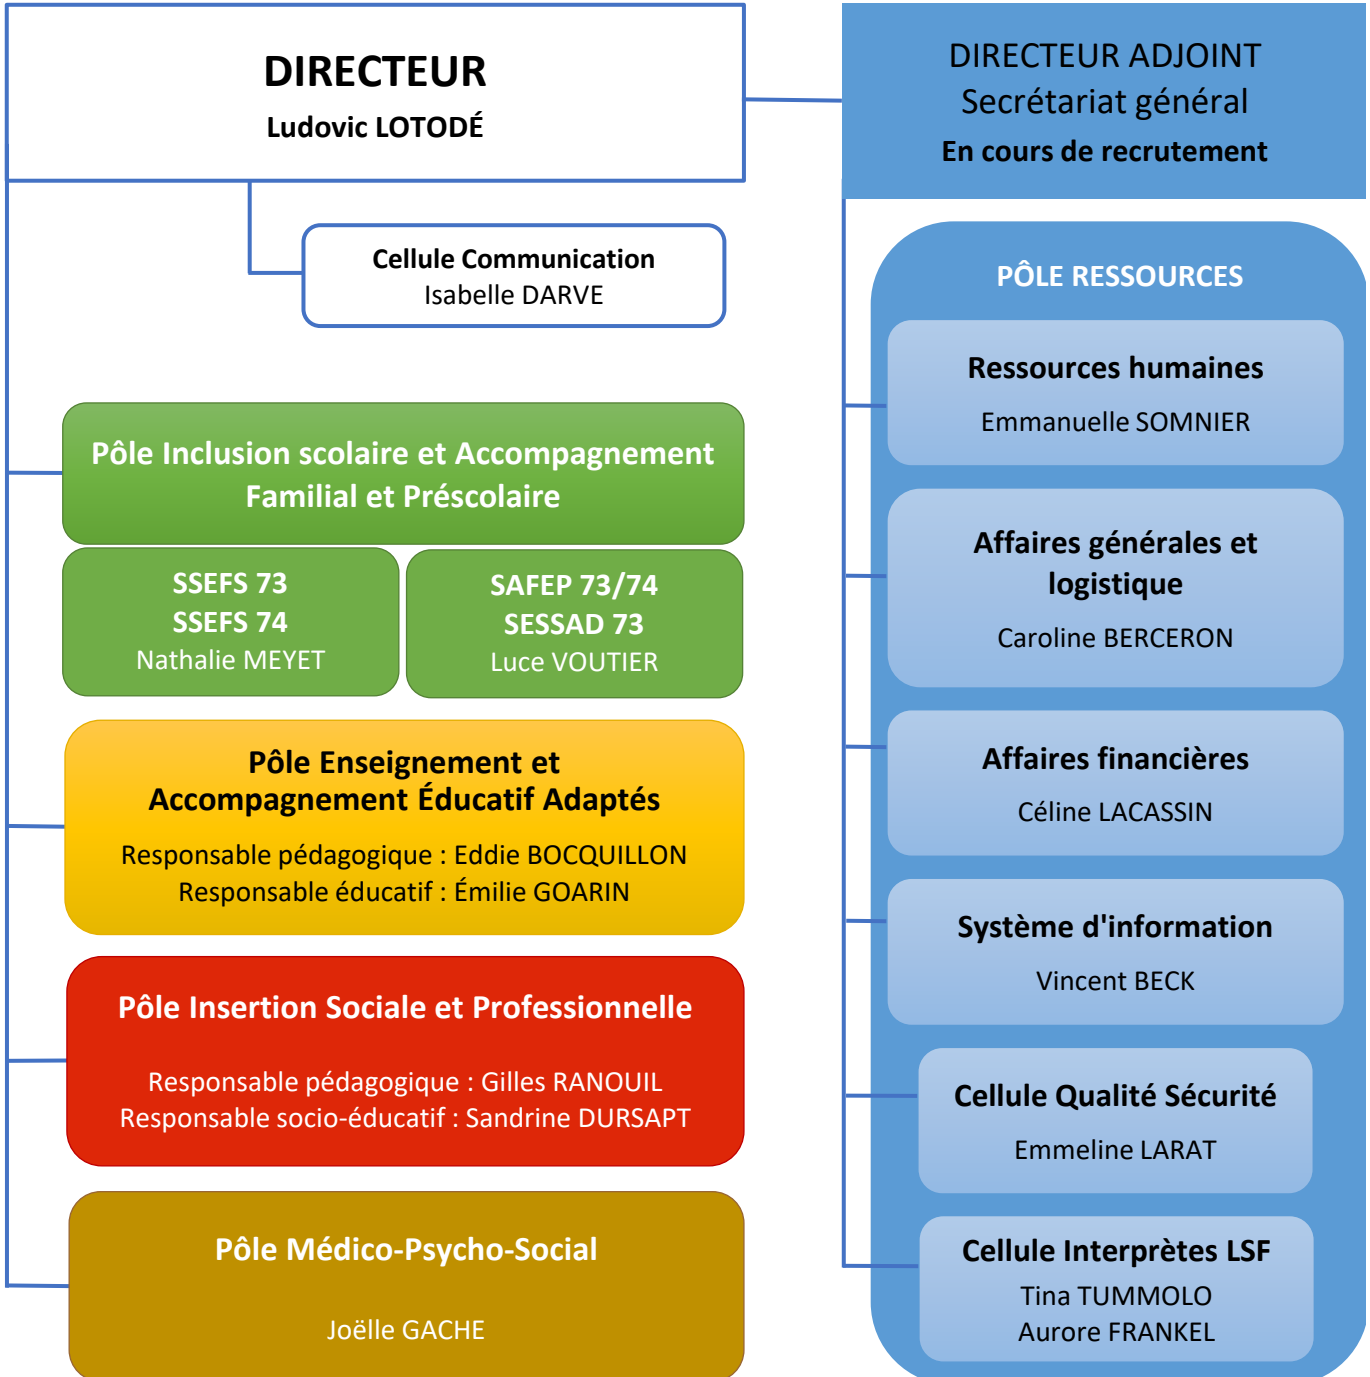 DIRECTEUR
Ludovic LOTODÉ
DIRECTEUR ADJOINT
Secrétariat général
En cours de recrutement
Cellule Communication
Isabelle DARVE
Pôle Inclusion scolaire et Accompagnement
Familial et Préscolaire
SSEFS 73
SSEFS 74
Nathalie MEYET
SAFEP 73/74
SESSAD 73
Luce VOUTIER
Pôle Enseignement et
Accompagnement Éducatif Adaptés
Responsable pédagogique : Eddie BOCQUILLON
Responsable éducatif : Émilie GOARIN
Pôle Insertion Sociale et Professionnelle
Responsable pédagogique : Gilles RANOUIL
Responsable socio-éducatif : Sandrine DURSAPT
Pôle Médico-Psycho-Social
Joëlle GACHE
PÔLE RESSOURCES
Ressources humaines
Emmanuelle SOMNIER
Affaires générales et
logistique
Caroline BERCERON
Affaires financières
Céline LACASSIN
Système d'information
Vincent BECK
Cellule Qualité Sécurité
Emmeline LARAT
Cellule Interprètes LSF
Tina TUMMOLO
Aurore FRANKEL